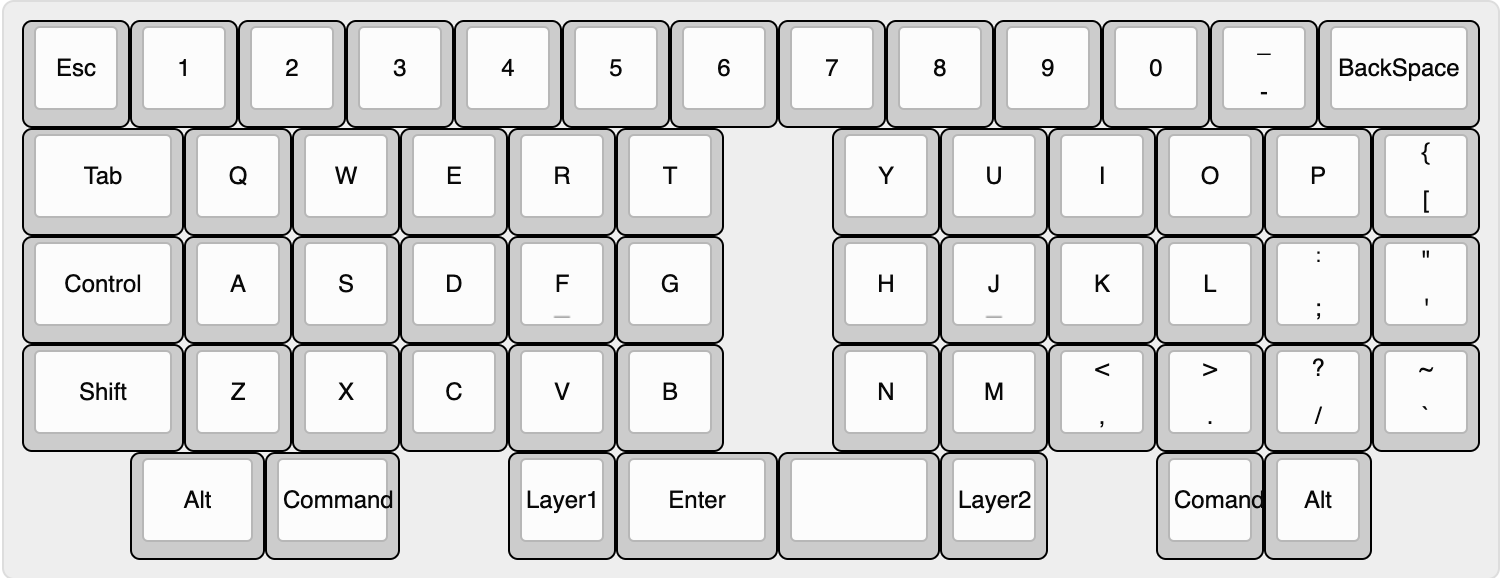 Esc 1 2 3 4 5 6 7 8 9 0 _ BackSpace
-
Tab Q W E R T Y U I O P {
[
Control A S D F G H J K L : "
_ _ ; '
Shift Z X C V B N M < > ? ~
, . / `
Alt Command Layer1 Enter Layer2 Comand Alt